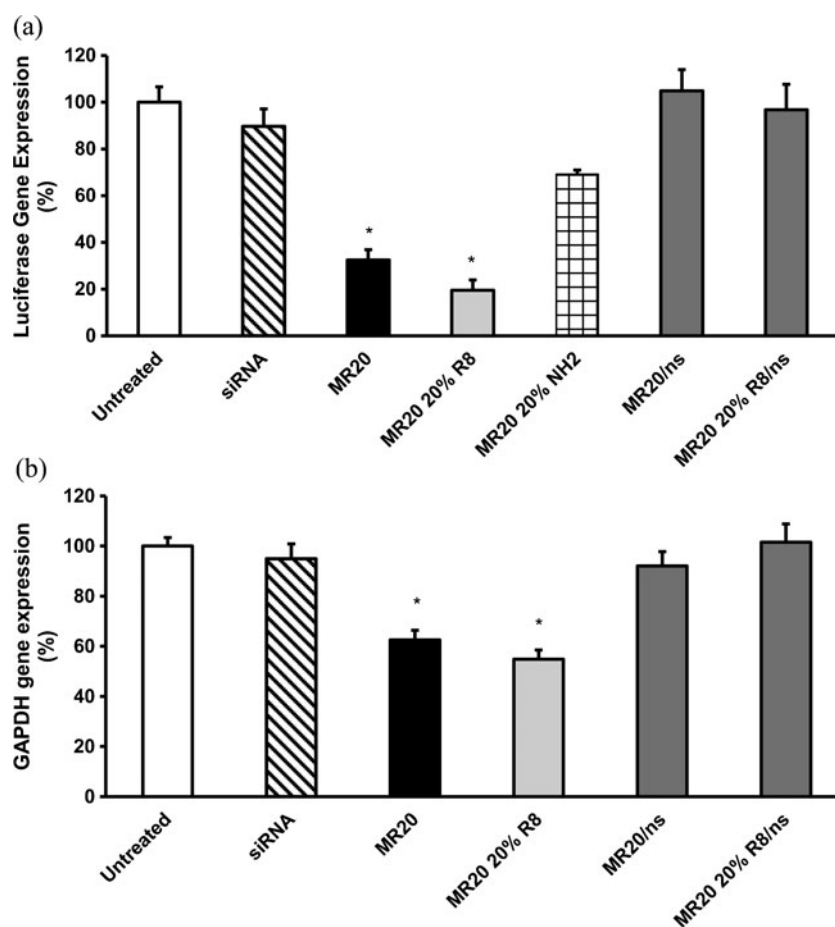 (a)
Luciferase Gene Expression
(%)
120
100
80
60
40
20
0
*
*
Untreated
siRNA
MR20
MR20 20% R8
MR20 20% NH2
MR20/ns
MR20 20% R8/ns
(b)
GAPDH gene expression
(%)
120
100
80
60
40
20
0
*
*
Untreated
siRNA
MR20
MR20 20% R8
MR20/ns
MR20 20% R8/ns